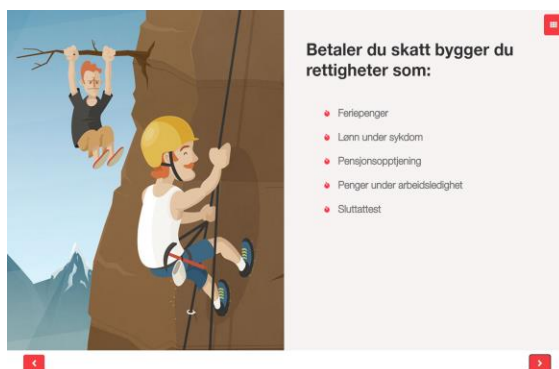 Betaler du skatt bygger du
rettigheter som:
Feriepenger
Lønn under sykdom
Pensjonsopptjening
Penger under arbeidsledighet
Sluttattest